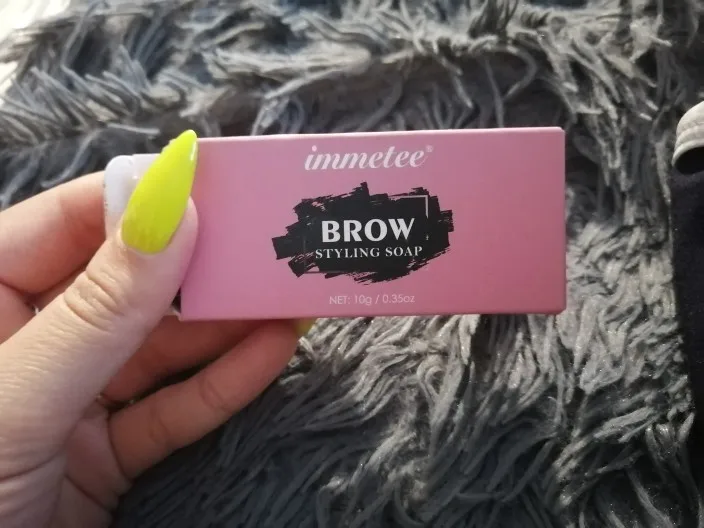 immetee®
BROW
STYLING SOAP
NET: 10g / 0.35oz